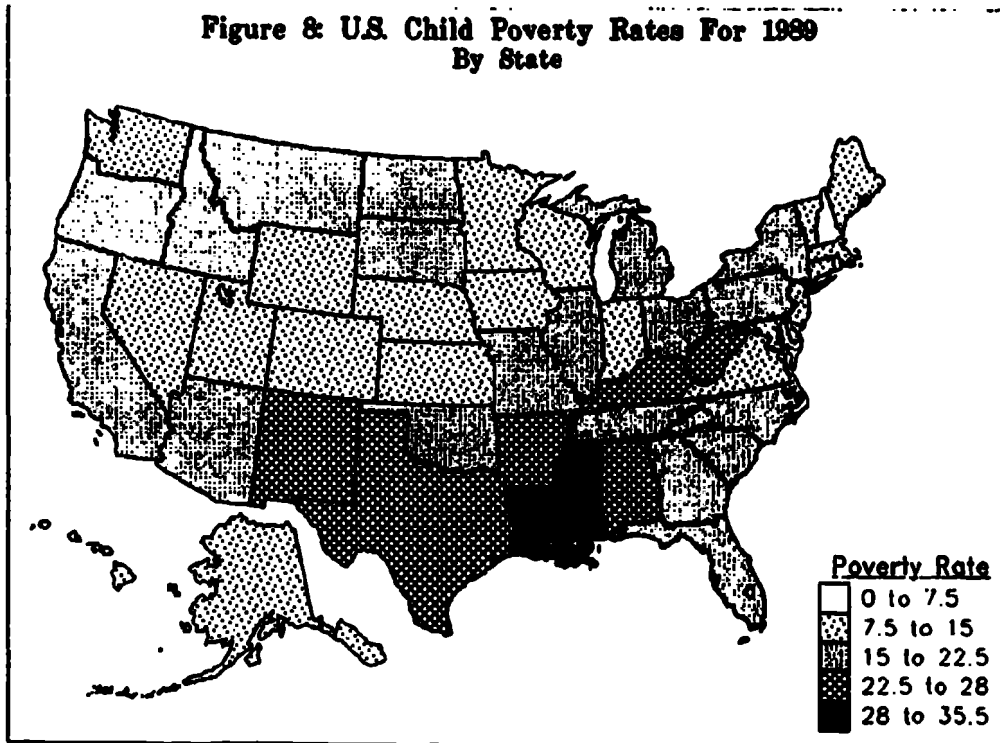 Figure 8: U.S. Child Poverty Rates For 1989
By State
Poverty Rate
0 to 7.5
7.5 to 15
15 to 22.5
22.5 to 28
28 to 35.5